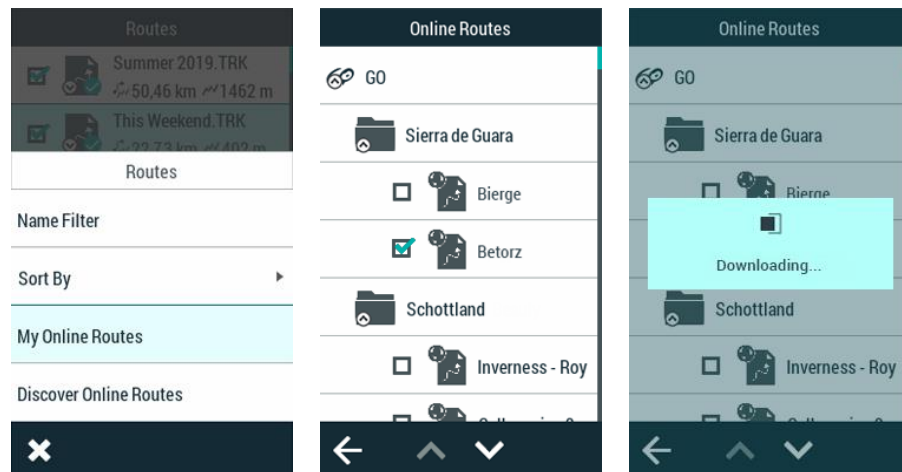 Routes
Summer 2019.TRK
50,46 km 1462 m
This Weekend.TRK
22,73 km 402 m
Routes
Name Filter
Sort By
My Online Routes
Discover Online Routes
Online Routes
GO
Sierra de Guara
Bierge
Betorz
Schottland
Inverness - Roy
Online Routes
GO
Sierra de Guara
Bierge
Downloading...
Schottland
Inverness - Roy